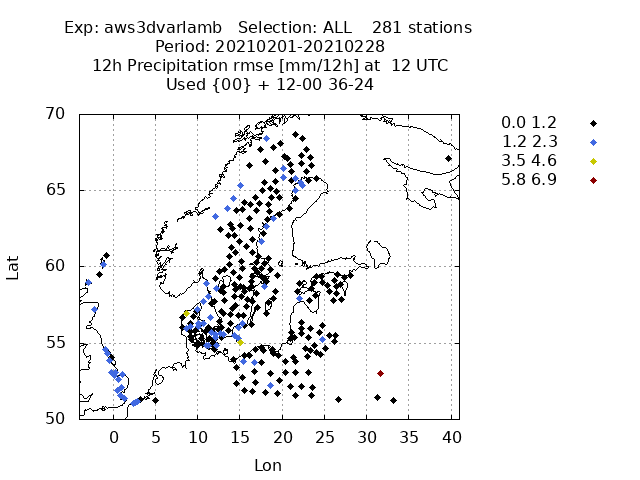 Exp: aws3dvarlamb   Selection: ALL    281 stations
Period: 20210201-20210228
12h Precipitation rmse [mm/12h] at  12 UTC
Used {00} + 12-00 36-24
70
65
60
55
50
Lat
0 5 10 15 20 25 30 35 40
Lon
0.0 1.2
1.2 2.3
3.5 4.6
5.8 6.9